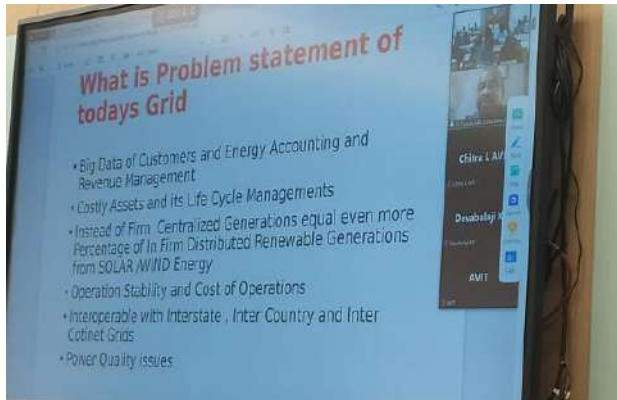 What is Problem statement of
todays Grid
• Big Data of Customers and Energy Accounting and
Revenue Management
• Costly Assets and its Life Cycle Managements
• Instead of Firm Centralized Generations equal even more
Percentage of In Firm Distributed Renewable Generations
from SOLAR /WIND Energy
• Operation Stability and Cost of Operations
• Interoperable with Interstate , Inter Country and Inter
Cotinet Grids
• Power Quality issues
Chitra L AV
Devabalaji
AVIT